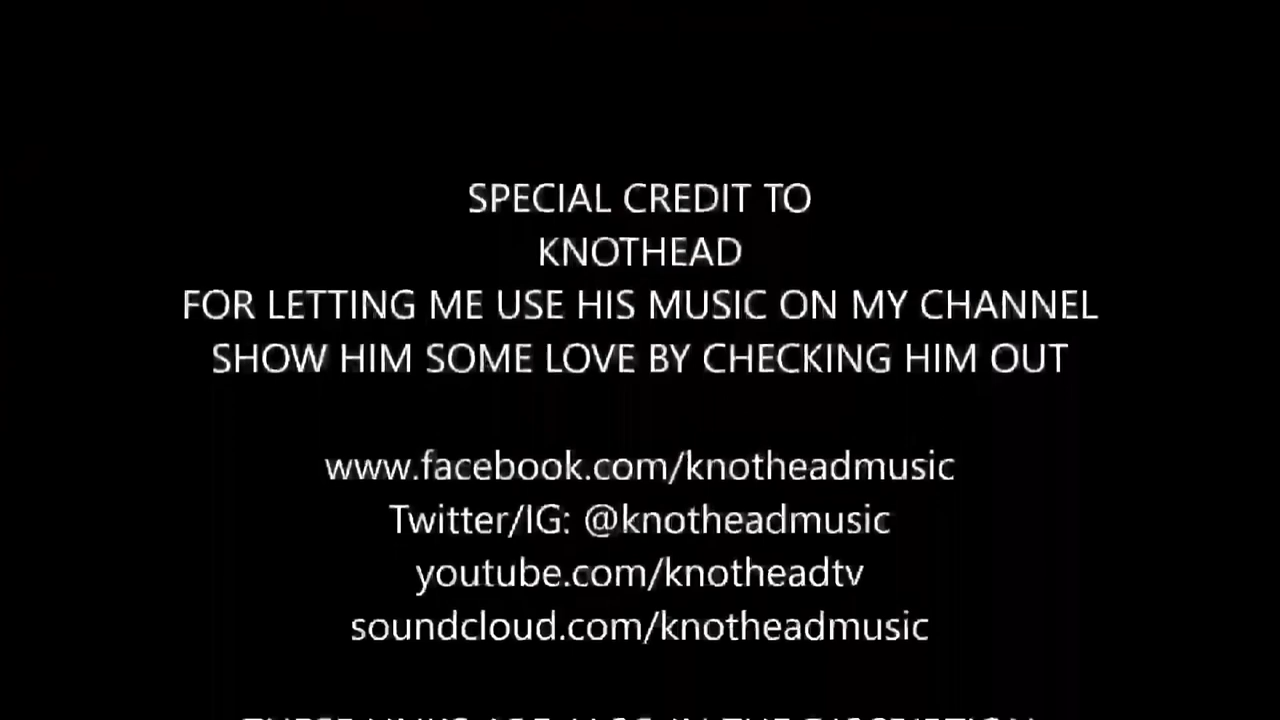 SPECIAL CREDIT TO
KNOTHEAD
FOR LETTING ME USE HIS MUSIC ON MY CHANNEL
SHOW HIM SOME LOVE BY CHECKING HIM OUT
www.facebook.com/knotheadmusic
Twitter/IG: @knotheadmusic
youtube.com/knotheadtv
soundcloud.com/knotheadmusic